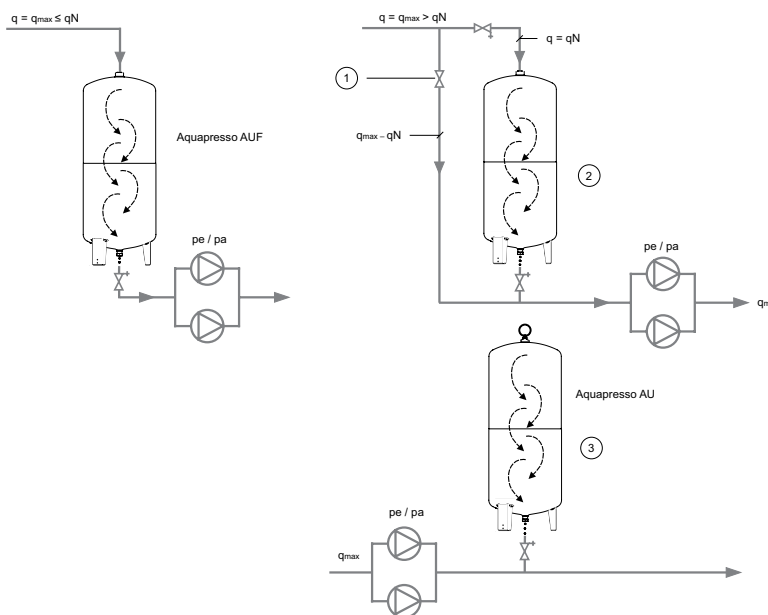 q = qmax ≤ qN
Aquapresso AUF
pe / pa
q = qmax > qN
q = qN
1
qmax – qN
2
pe / pa
qm
Aquapresso AU
3
pe / pa
qmax